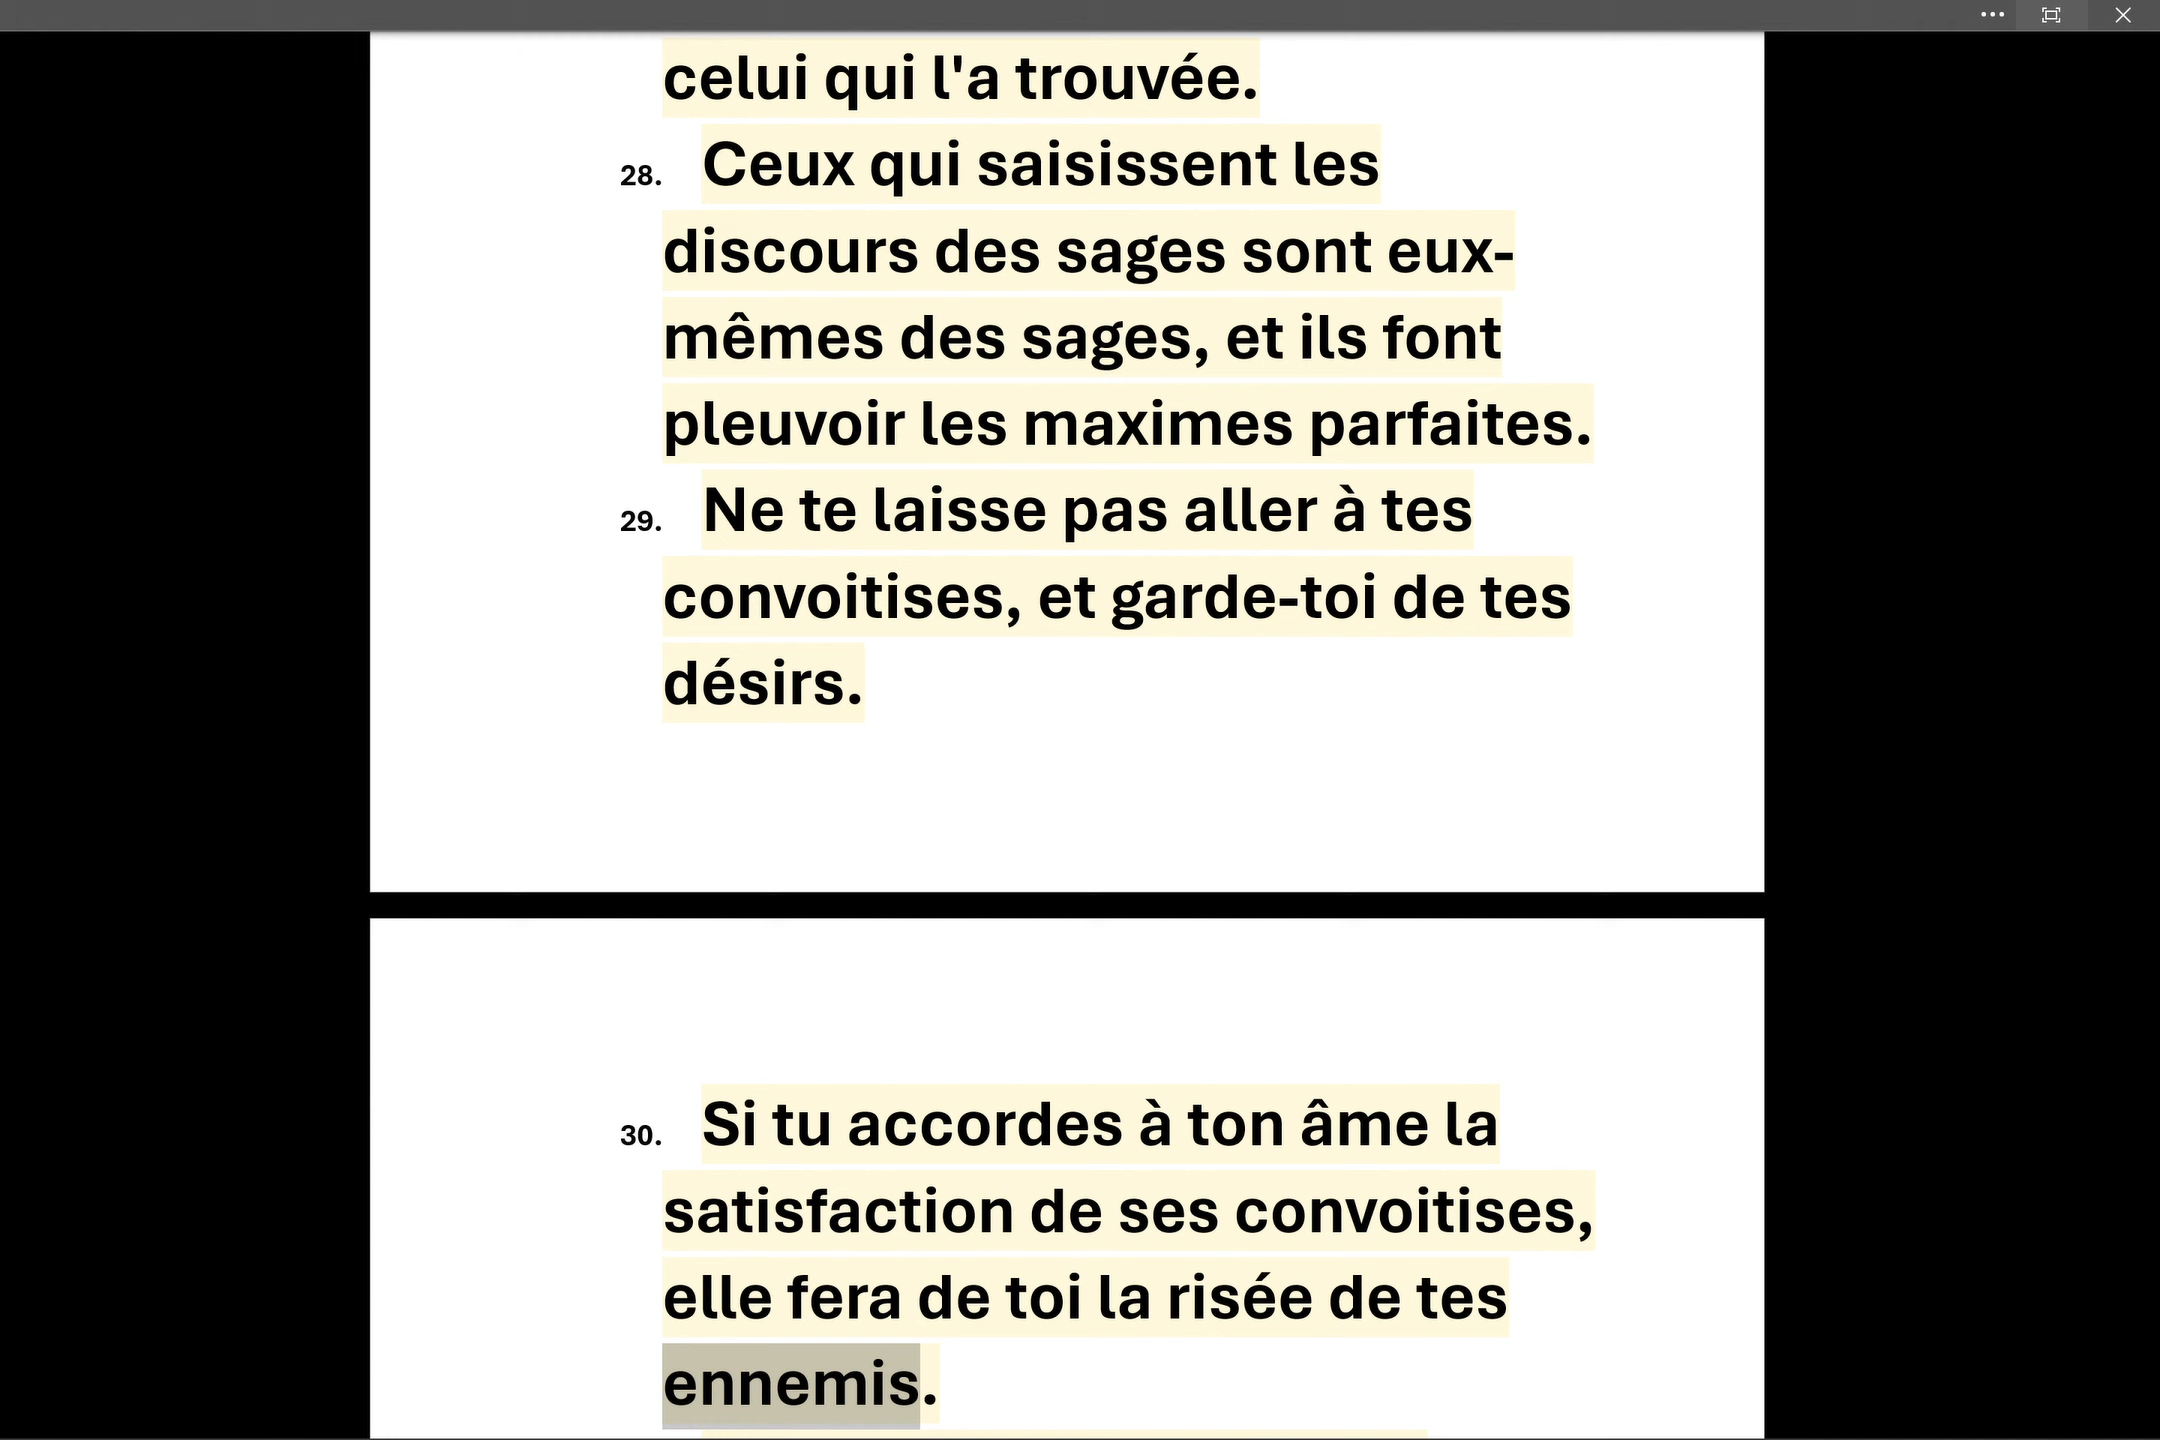 celui qui l'a trouvée.
28. Ceux qui saisissent les
discours des sages sont eux-
mêmes des sages, et ils font
pleuvoir les maximes parfaites.
29. Ne te laisse pas aller à tes
convoitises, et garde-toi de tes
désirs.
30. Si tu accordes à ton âme la
satisfaction de ses convoitises,
elle fera de toi la risée de tes
ennemis.